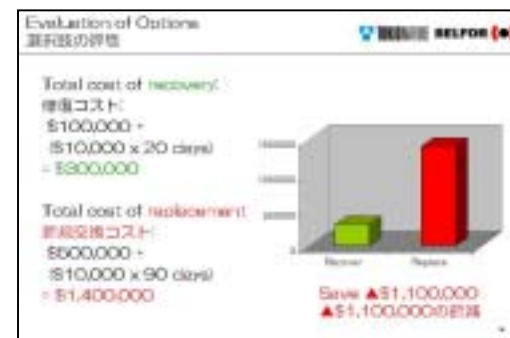 Evaluation of Options
選択肢の評価
BELFOR
Total cost of recovery:
修復コスト:
$100,000 +
($10,000 x 20 days)
= $300,000
Total cost of replacement:
新規交換コスト:
$500,000 +
($10,000 x 90 days)
= $1,400,000
Recover
Replace
Save ▲$1,100,000
▲$1,100,000の節減